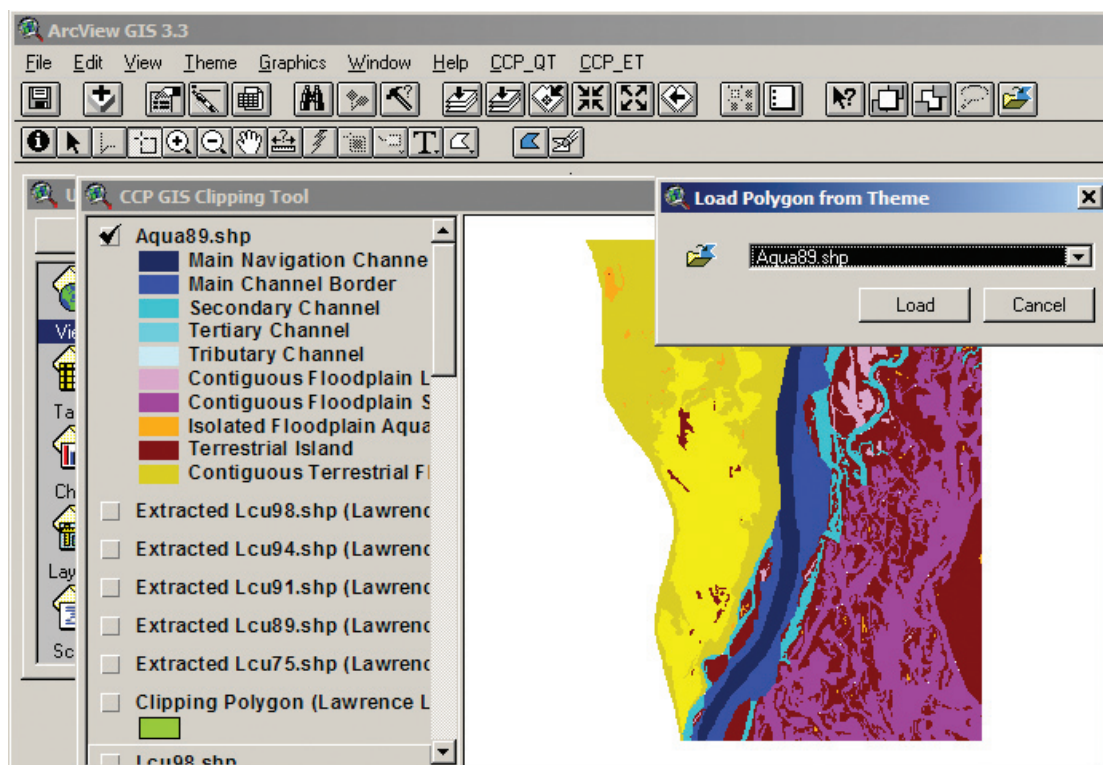 ArcView GIS 3.3
File Edit View Theme Graphics Window Help CCP_QT CCP_ET
CCP GIS Clipping Tool
Load Polygon from Theme
Aqua89.shp
Load Cancel
Aqua89.shp
Main Navigation Channe
Main Channel Border
Secondary Channel
Tertiary Channel
Tributary Channel
Contiguous Floodplain L
Contiguous Floodplain S
Isolated Floodplain Aqua
Terrestrial Island
Contiguous Terrestrial Fl
Extracted Lcu98.shp (Lawrenc
Extracted Lcu94.shp (Lawrenc
Extracted Lcu91.shp (Lawrenc
Extracted Lcu89.shp (Lawrenc
Extracted Lcu75.shp (Lawrenc
Clipping Polygon (Lawrence L
Lcu98.shp
U
Vie
Ta
Ch
Lay
Sc